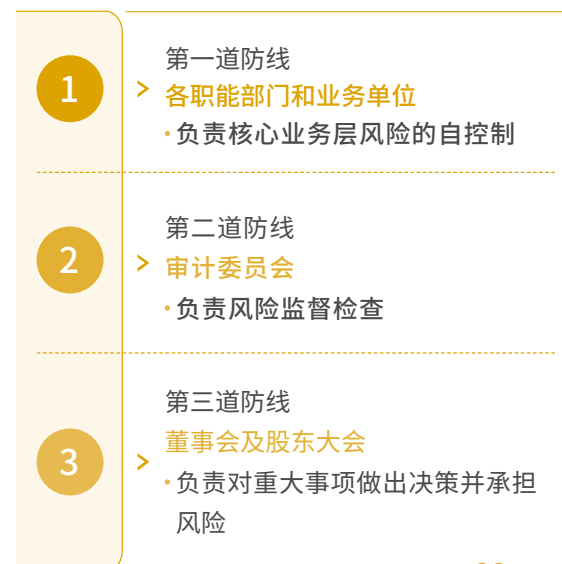 1
第一道防线
> 各职能部门和业务单位
·负责核心业务层风险的自控制
2
第二道防线
> 审计委员会
·负责风险监督检查
3
第三道防线
董事会及股东大会
>
·负责对重大事项做出决策并承担
风险